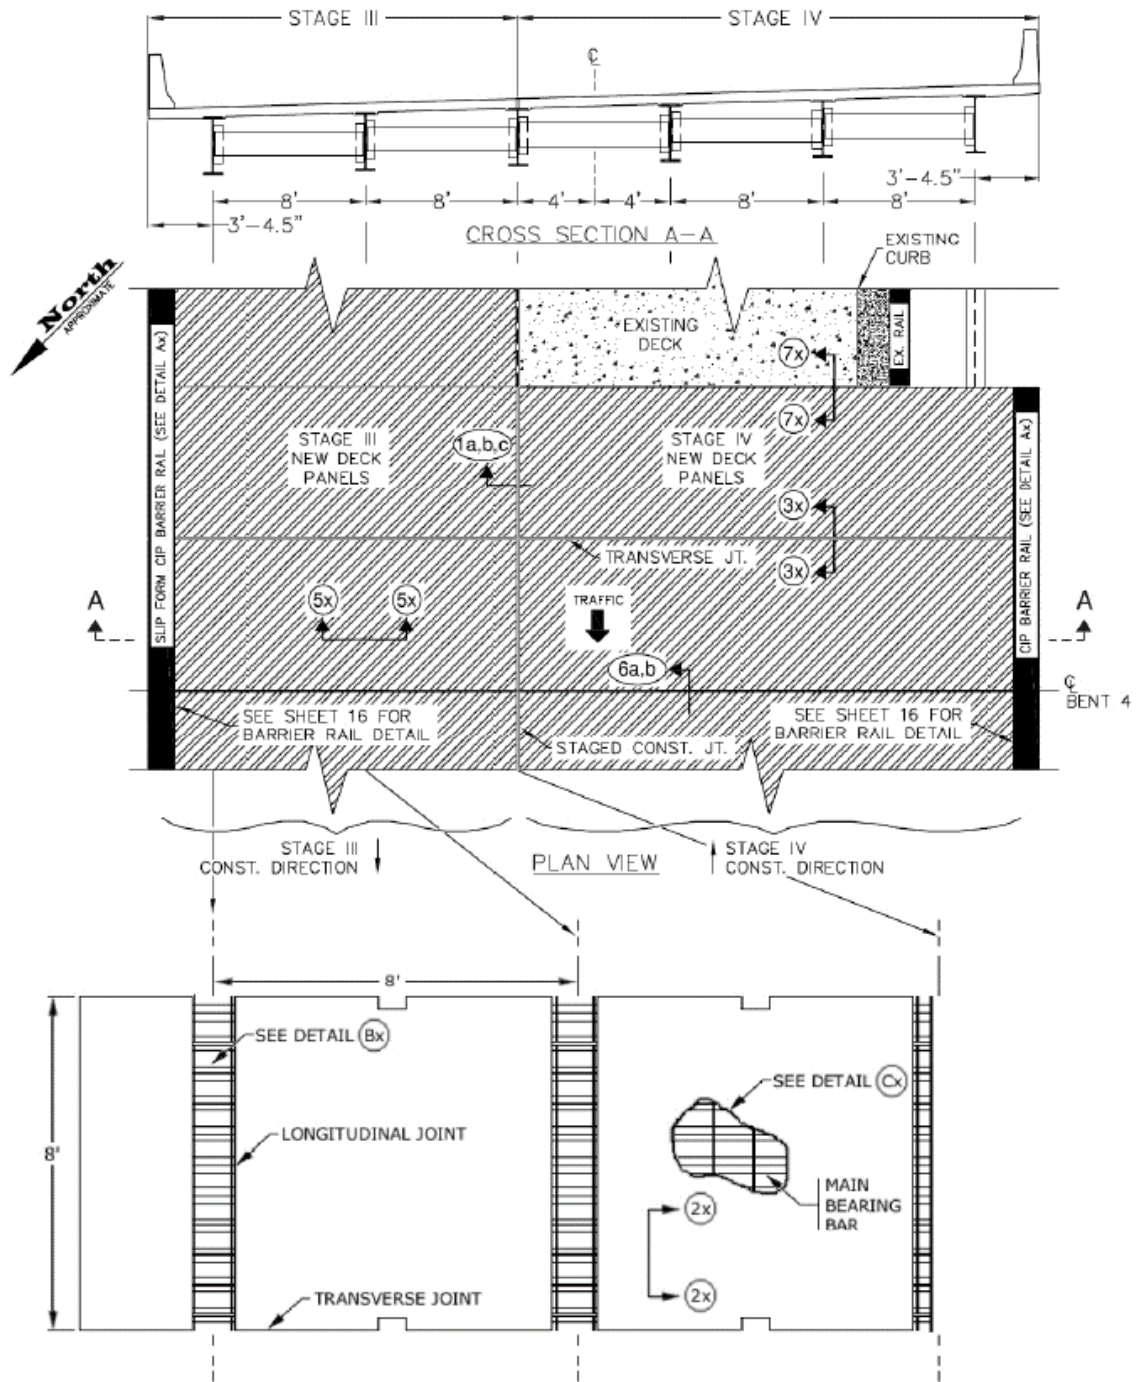 STAGE III
STAGE IV
℄
8'
8'
4'
4'
8'
8'
3'-4.5"
3'-4.5"
CROSS SECTION A-A
EXISTING
CURB
North
APPROXIMATE
EXISTING
DECK
EX. RAIL
7x
7x
SLIP FORM CIP BARRIER RAIL (SEE DETAIL Ax)
STAGE III
NEW DECK
PANELS
1a,b,c
STAGE IV
NEW DECK
PANELS
3x
3x
CIP BARRIER RAIL (SEE DETAIL Ax)
TRANSVERSE JT.
A
A
5x
5x
TRAFFIC
6a,b
℄
BENT 4
SEE SHEET 16 FOR
BARRIER RAIL DETAIL
SEE SHEET 16 FOR
BARRIER RAIL DETAIL
STAGED CONST. JT.
STAGE III
CONST. DIRECTION
PLAN VIEW
STAGE IV
CONST. DIRECTION
8'
SEE DETAIL Bx
SEE DETAIL Cx
LONGITUDINAL JOINT
8'
MAIN
BEARING
BAR
2x
2x
TRANSVERSE JOINT